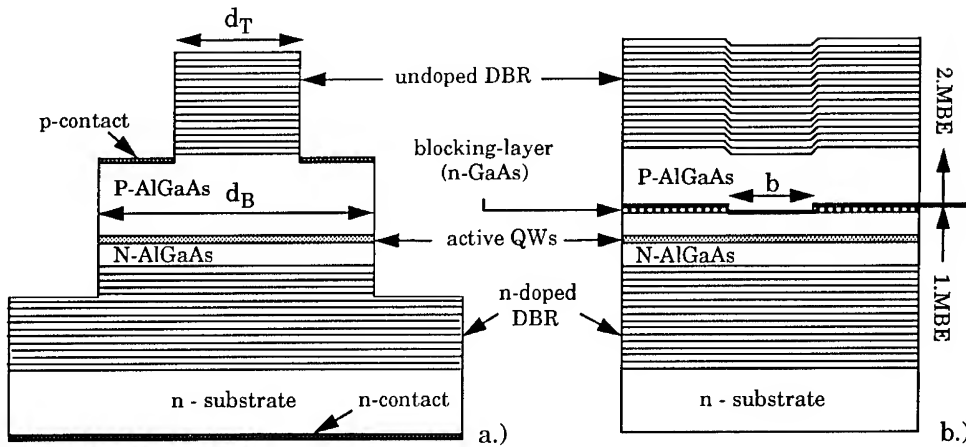 d_T
undoped DBR
p-contact
blocking-layer
(n-GaAs)
P-AlGaAs
d_B
P-AlGaAs
b
active QWs
N-AlGaAs
n-doped
DBR
n - substrate
n-contact
a.)
n - substrate
b.)
2.MBE
1.MBE